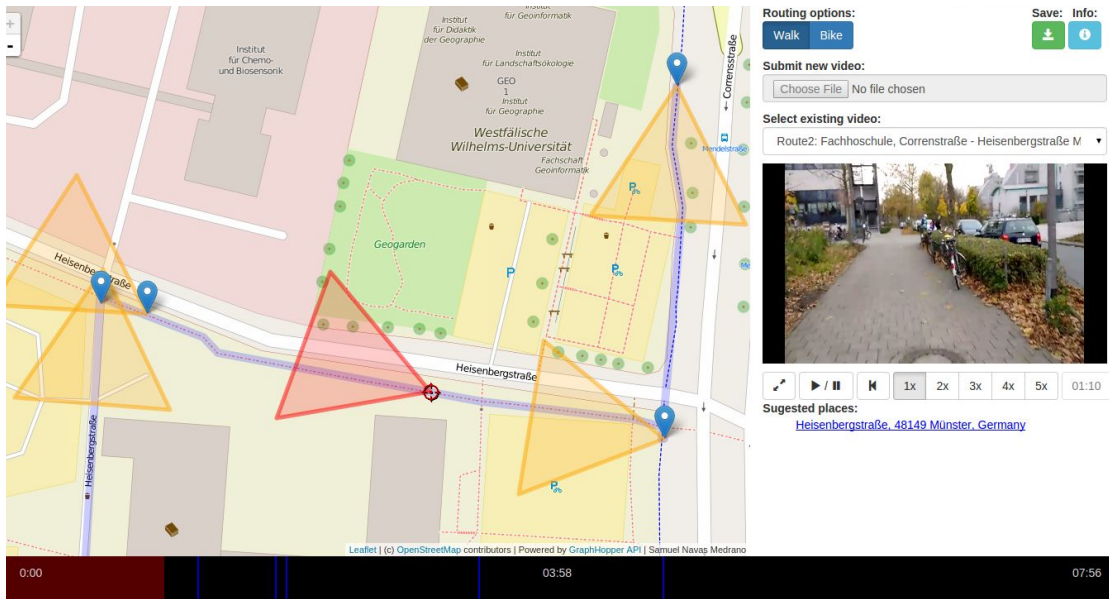 +
-
Institut
für Chemo-
und Biosensorik
Institut
für Didaktik
der Geographie
Institut
für Geoinformatik
Institut
für Landschaftsökologie
GEO
1
Institut
für Geographie
Westfälische
Wilhelms-Universität
Fachschaft
Geoinformatik
Corrensstraße
Mendelstraße
Geogarden
P
P
P
P
Me
Heisenbergstraße
Heisenbergstraße
Heisenbergstraße
Leaflet | (c) OpenStreetMap contributors | Powered by GraphHopper API | Samuel Navas Medrano
Routing options:
Save: Info:
Walk Bike
Submit new video:
Choose File No file chosen
Select existing video:
Route2: Fachhoschule, Correnstraße - Heisenbergstraße M
/
1x 2x 3x 4x 5x 01:10
Sugested places:
Heisenbergstraße, 48149 Münster, Germany
0:00 03:58 07:56